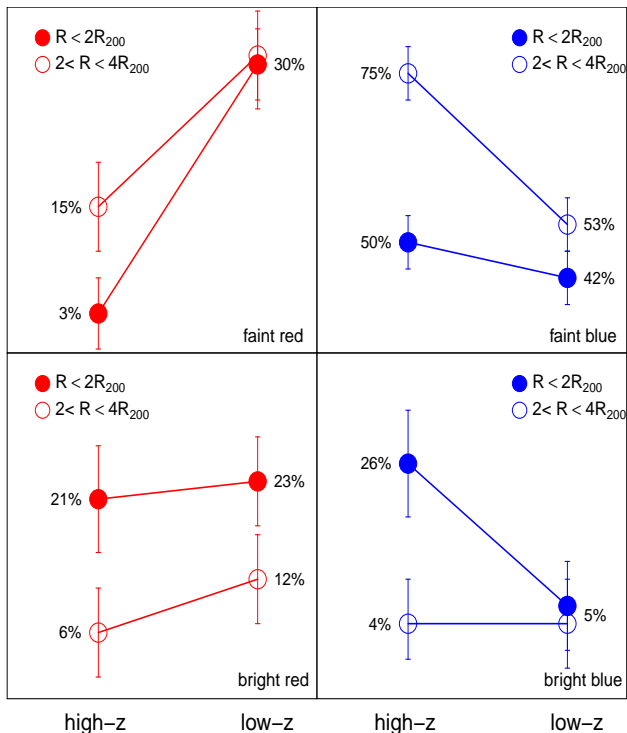 R < 2R200
2< R < 4R200
30%
15%
3%
faint red
R < 2R200
2< R < 4R200
75%
53%
50%
42%
faint blue
R < 2R200
2< R < 4R200
21%
23%
12%
6%
bright red
R < 2R200
2< R < 4R200
26%
5%
4%
bright blue
high−z
low−z
high−z
low−z